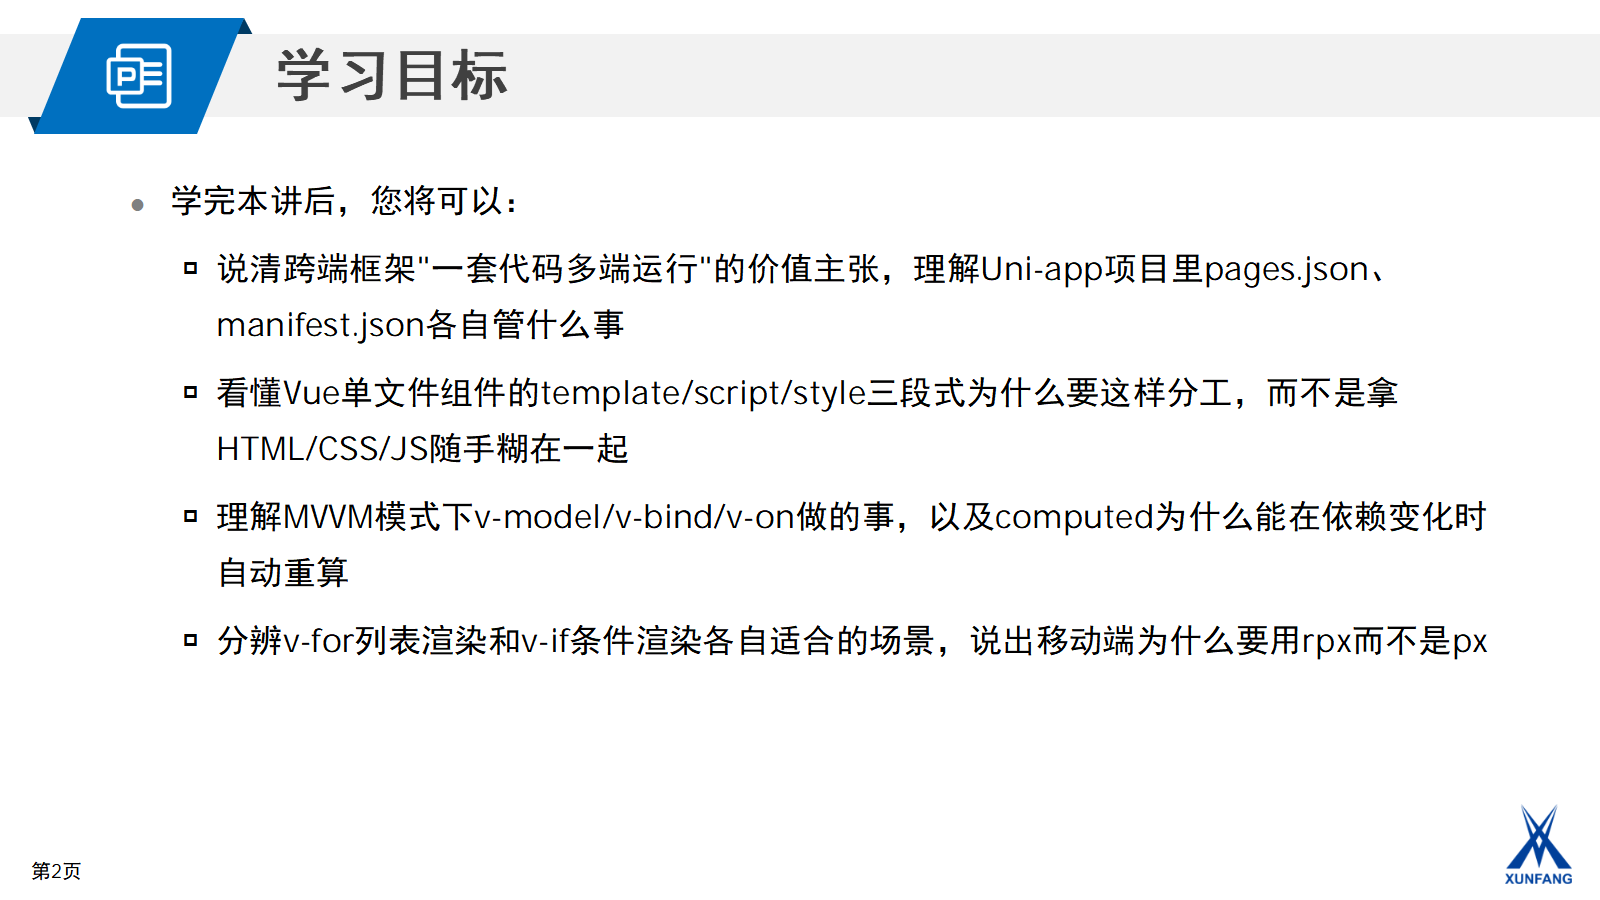 学习目标
学完本讲后，您将可以：
说清跨端框架"一套代码多端运行"的价值主张，理解Uni-app项目里pages.json、
manifest.json各自管什么事
看懂Vue单文件组件的template/script/style三段式为什么要这样分工，而不是拿
HTML/CSS/JS随手糊在一起
理解MVVM模式下v-model/v-bind/v-on做的事，以及computed为什么能在依赖变化时
自动重算
分辨v-for列表渲染和v-if条件渲染各自适合的场景，说出移动端为什么要用rpx而不是px
第2页
XUNFANG